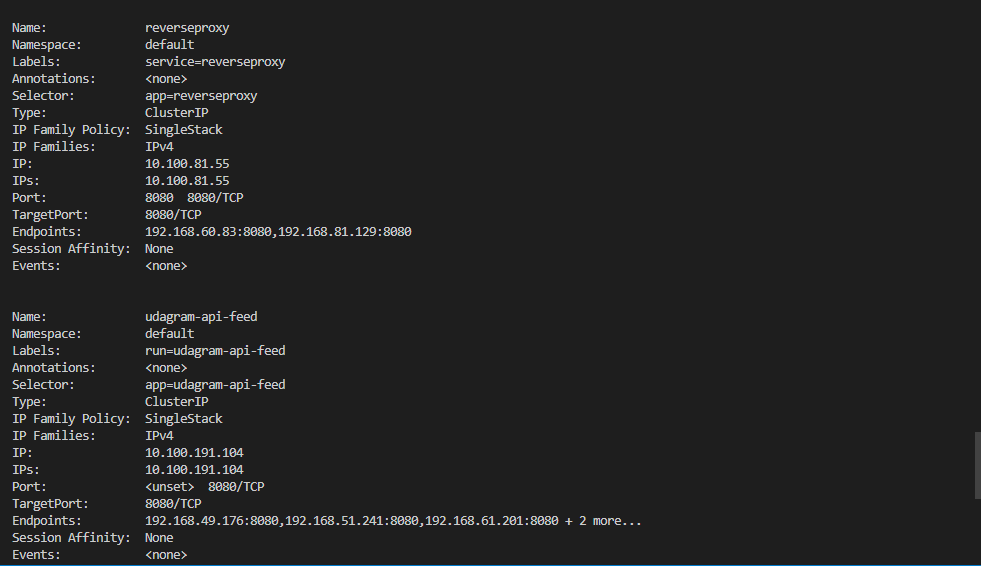 Name:              reverseproxy
Namespace:         default
Labels:            service=reverseproxy
Annotations:       <none>
Selector:          app=reverseproxy
Type:              ClusterIP
IP Family Policy:  SingleStack
IP Families:       IPv4
IP:                10.100.81.55
IPs:               10.100.81.55
Port:              8080  8080/TCP
TargetPort:        8080/TCP
Endpoints:         192.168.60.83:8080,192.168.81.129:8080
Session Affinity:  None
Events:            <none>
Name:              udagram-api-feed
Namespace:         default
Labels:            run=udagram-api-feed
Annotations:       <none>
Selector:          app=udagram-api-feed
Type:              ClusterIP
IP Family Policy:  SingleStack
IP Families:       IPv4
IP:                10.100.191.104
IPs:               10.100.191.104
Port:              <unset>  8080/TCP
TargetPort:        8080/TCP
Endpoints:         192.168.49.176:8080,192.168.51.241:8080,192.168.61.201:8080 + 2 more...
Session Affinity:  None
Events:            <none>